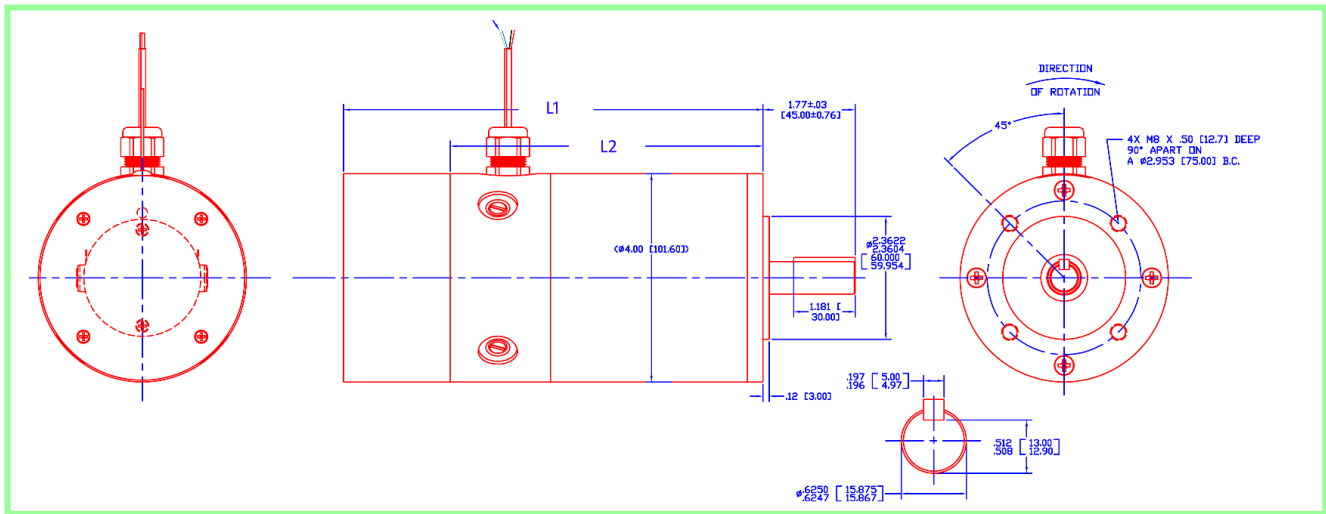 L1
1.77±.03
[45.00±0.76]
L2
(ø4.00 [101.60])
ø2.3622
2.3604
[60.000
59.954]
1.181 [
30.00]
.12 [3.00]
DIRECTION
OF ROTATION
45°
4X M8 X .50 [12.7] DEEP
90° APART ON
A ø2.953 [75.00] B.C.
.197 [5.00
.196 4.97]
.512 [13.00
.508 12.90]
ø.6250 [15.875
.6247 15.867]